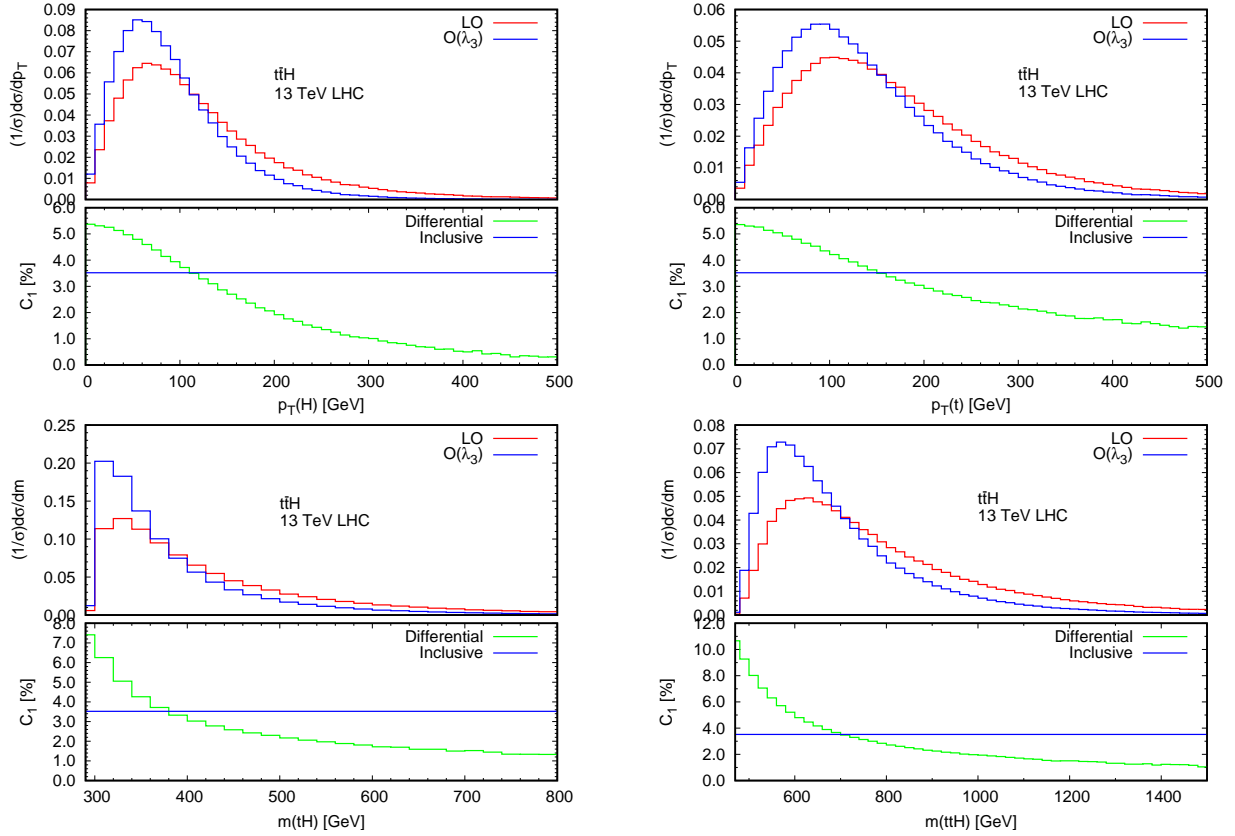 0.09
0.08
0.07
0.06
0.05
0.04
0.03
0.02
0.01
0.00
(1/σ)dσ/dp_T
LO
O(λ₃)
tt̄H
13 TeV LHC
6.0
5.0
4.0
3.0
2.0
1.0
0.0
C₁ [%]
Differential
Inclusive
0 100 200 300 400 500
p_T(H) [GeV]
0.06
0.05
0.04
0.03
0.02
0.01
0.00
(1/σ)dσ/dp_T
LO
O(λ₃)
tt̄H
13 TeV LHC
6.0
5.0
4.0
3.0
2.0
1.0
0.0
C₁ [%]
Differential
Inclusive
0 100 200 300 400 500
p_T(t) [GeV]
0.25
0.20
0.15
0.10
0.05
0.00
(1/σ)dσ/dm
LO
O(λ₃)
tt̄H
13 TeV LHC
8.0
7.0
6.0
5.0
4.0
3.0
2.0
1.0
0.0
C₁ [%]
Differential
Inclusive
300 400 500 600 700 800
m(tH) [GeV]
0.08
0.07
0.06
0.05
0.04
0.03
0.02
0.01
0.00
(1/σ)dσ/dm
LO
O(λ₃)
tt̄H
13 TeV LHC
12.0
10.0
8.0
6.0
4.0
2.0
0.0
C₁ [%]
Differential
Inclusive
600 800 1000 1200 1400
m(ttH) [GeV]